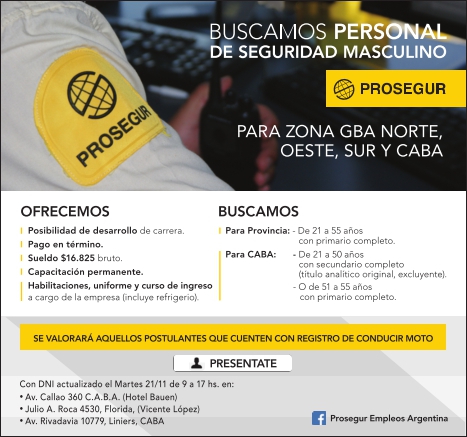 BUSCAMOS PERSONAL
DE SEGURIDAD MASCULINO
PROSEGUR
PROSEGUR
PARA ZONA GBA NORTE,
OESTE, SUR Y CABA
OFRECEMOS
Posibilidad de desarrollo de carrera.
Pago en término.
Sueldo $16.825 bruto.
Capacitación permanente.
Habilitaciones, uniforme y curso de ingreso
a cargo de la empresa (incluye refrigerio).
BUSCAMOS
Para Provincia: - De 21 a 55 años
con primario completo.
Para CABA: - De 21 a 50 años
con secundario completo
(titulo analítico original, excluyente).
- O de 51 a 55 años
con primario completo.
SE VALORARÁ AQUELLOS POSTULANTES QUE CUENTEN CON REGISTRO DE CONDUCIR MOTO
PRESENTATE
Con DNI actualizado el Martes 21/11 de 9 a 17 hs. en:
• Av. Callao 360 C.A.B.A. (Hotel Bauen)
• Julio A. Roca 4530, Florida, (Vicente López)
• Av. Rivadavia 10779, Liniers, CABA
Prosegur Empleos Argentina